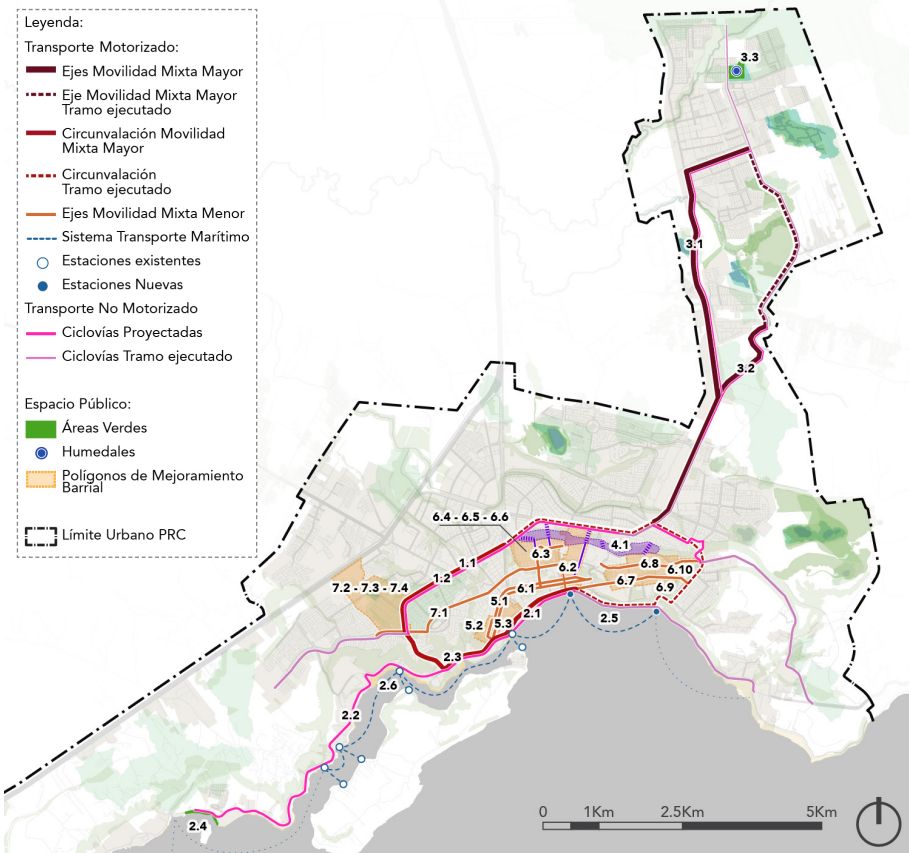 Leyenda:
Transporte Motorizado:
Ejes Movilidad Mixta Mayor
Eje Movilidad Mixta Mayor
Tramo ejecutado
Circunvalación Movilidad
Mixta Mayor
Circunvalación
Tramo ejecutado
Ejes Movilidad Mixta Menor
Sistema Transporte Marítimo
Estaciones existentes
Estaciones Nuevas
Transporte No Motorizado
Ciclovías Proyectadas
Ciclovías Tramo ejecutado
Espacio Público:
Áreas Verdes
Humedales
Polígonos de Mejoramiento
Barrial
Límite Urbano PRC
3.3
3.1
3.2
6.4 - 6.5 - 6.6
4.1
6.3
6.2
6.8
6.10
1.1
1.2
6.7
6.9
7.2 - 7.3 - 7.4
6.1
5.1
7.1
2.1
2.5
5.2
5.3
2.3
2.6
2.2
2.4
0
1Km
2.5Km
5Km